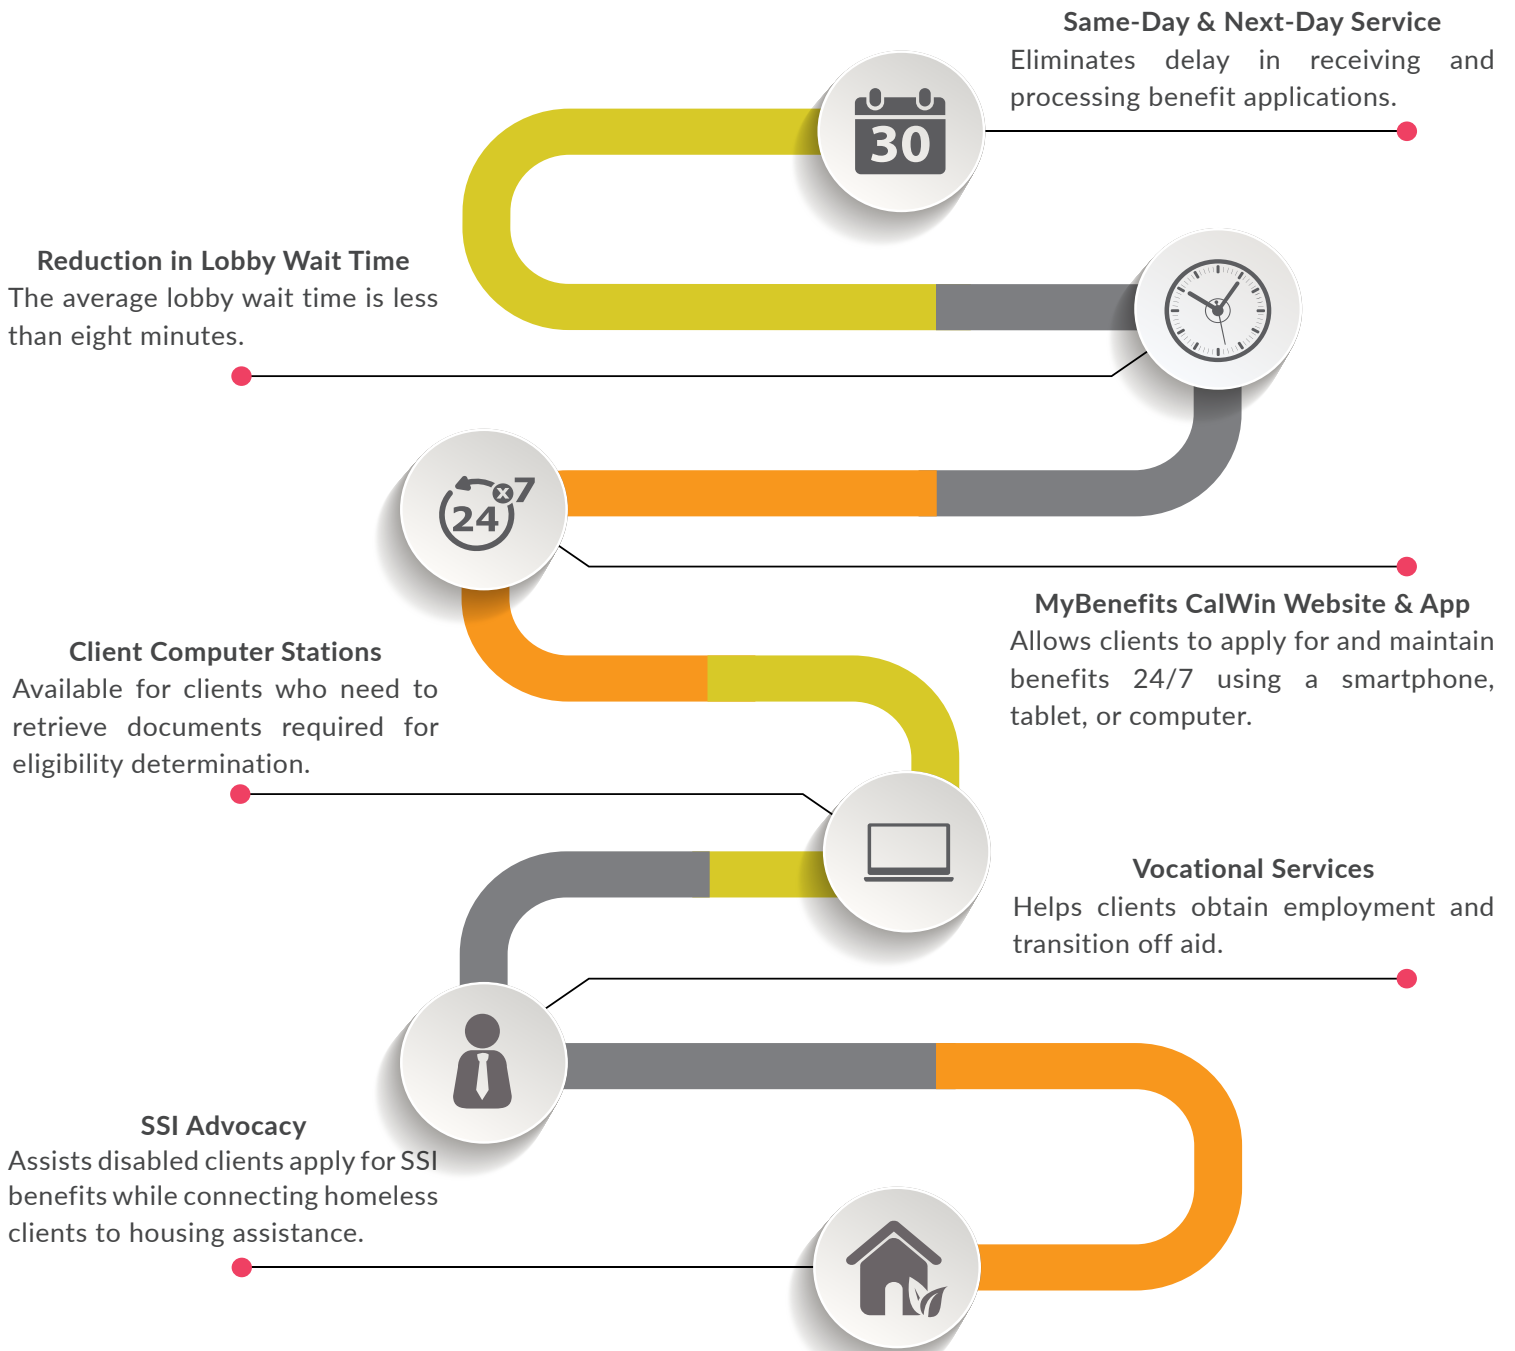 Same-Day & Next-Day Service
Eliminates delay in receiving and
processing benefit applications.
30
Reduction in Lobby Wait Time
The average lobby wait time is less
than eight minutes.
24x7
MyBenefits CalWin Website & App
Allows clients to apply for and maintain
benefits 24/7 using a smartphone,
tablet, or computer.
Client Computer Stations
Available for clients who need to
retrieve documents required for
eligibility determination.
Vocational Services
Helps clients obtain employment and
transition off aid.
SSI Advocacy
Assists disabled clients apply for SSI
benefits while connecting homeless
clients to housing assistance.